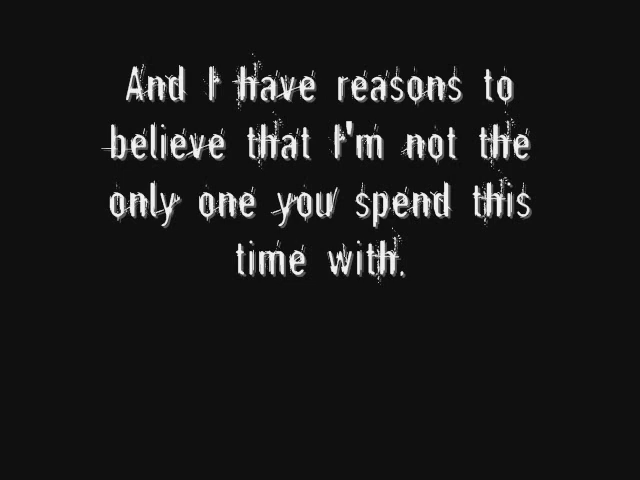 And I have reasons to
believe that I'm not the
only one you spend this
time with.